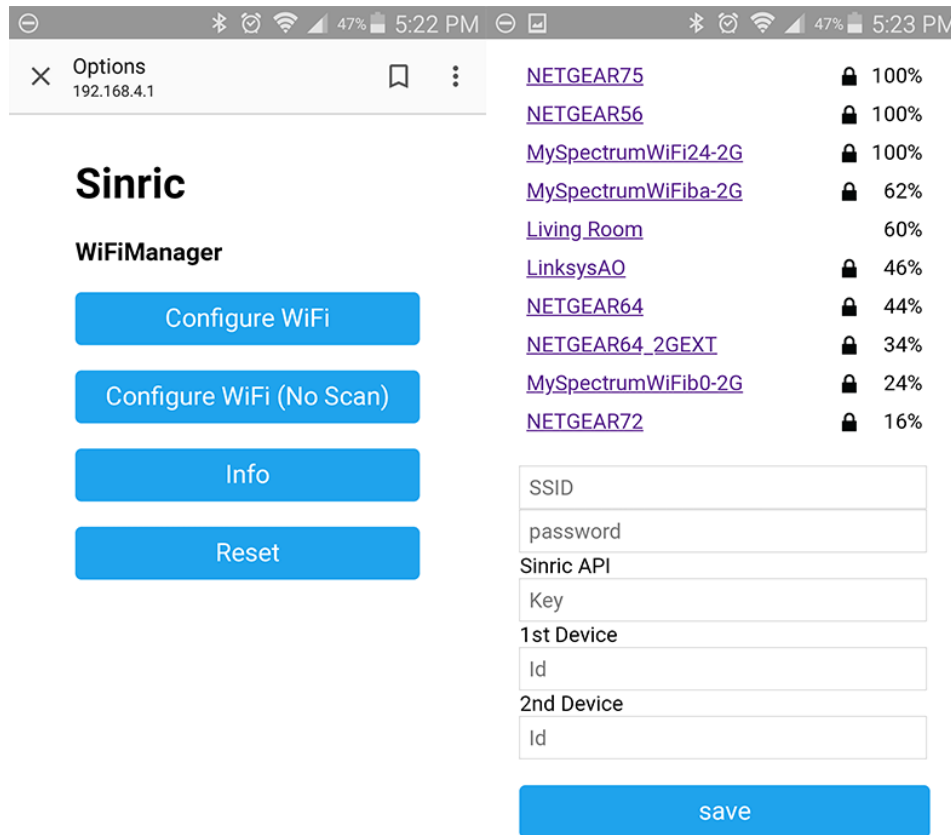 47% 5:22 PM
Options
192.168.4.1
Sinric
WiFiManager
Configure WiFi
Configure WiFi (No Scan)
Info
Reset
47% 5:23 PM
NETGEAR75 100%
NETGEAR56 100%
MySpectrumWiFi24-2G 100%
MySpectrumWiFiba-2G 62%
Living Room 60%
LinksysAO 46%
NETGEAR64 44%
NETGEAR64_2GEXT 34%
MySpectrumWiFib0-2G 24%
NETGEAR72 16%
SSID
password
Sinric API
Key
1st Device
Id
2nd Device
Id
save